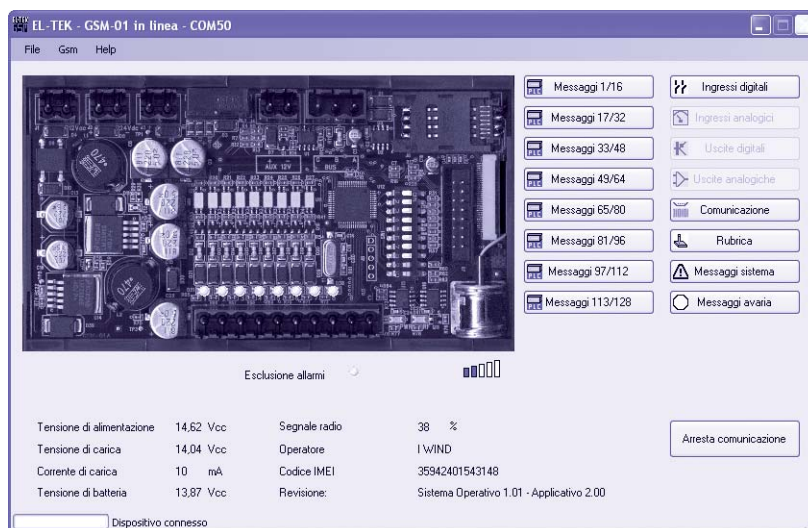 EL-TEK - GSM-01 in linea - COM50
File Gsm Help
Messaggi 1/16 Ingressi digitali
Messaggi 17/32 Ingressi analogici
Messaggi 33/48 Uscite digitali
Messaggi 49/64 Uscite analogiche
Messaggi 65/80 Comunicazione
Messaggi 81/96 Rubrica
Messaggi 97/112 Messaggi sistema
Messaggi 113/128 Messaggi avaria
AUX 12V BUS
Esclusione allarmi
Tensione di alimentazione 14,62 Vcc Segnale radio 38 %
Tensione di carica 14,04 Vcc Operatore I WIND
Corrente di carica 10 mA Codice IMEI 35942401543148
Tensione di batteria 13,87 Vcc Revisione: Sistema Operativo 1.01 - Applicativo 2.00
Arresta comunicazione
Dispositivo connesso